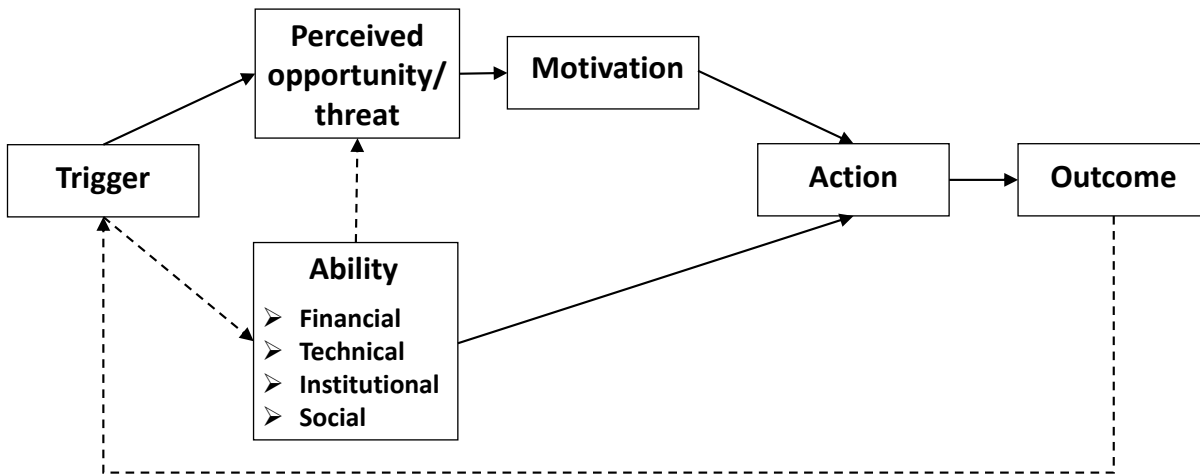 Perceived
opportunity/
threat
Motivation
Trigger
Action
Outcome
Ability
➢ Financial
➢ Technical
➢ Institutional
➢ Social